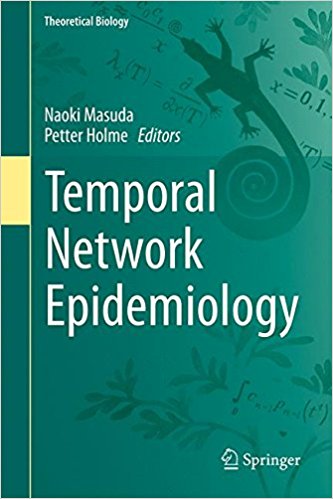 Theoretical Biology
Naoki Masuda
Petter Holme Editors
Temporal
Network
Epidemiology
Springer